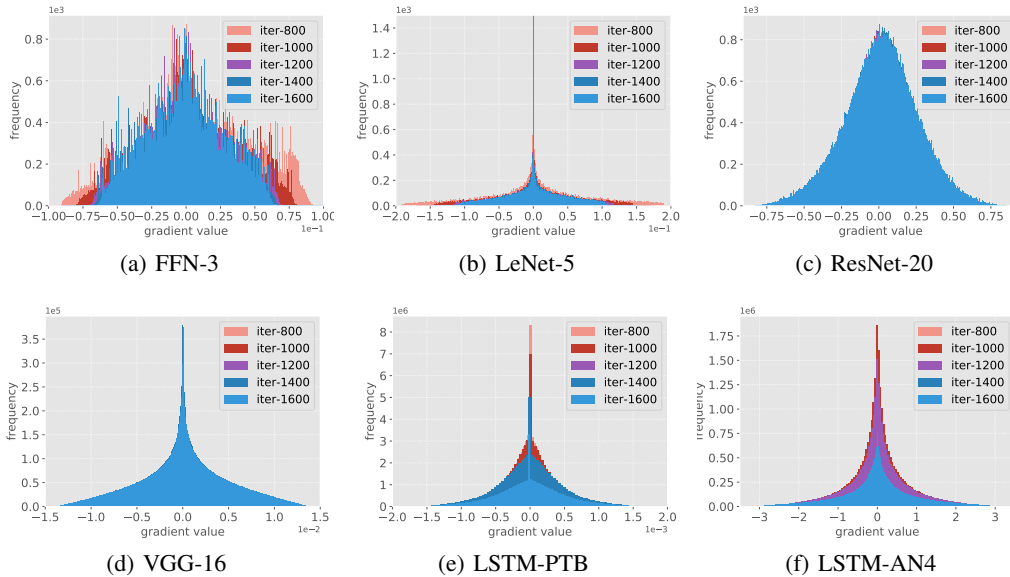 1e3
iter-800
iter-1000
iter-1200
iter-1400
iter-1600
frequency
0.8
0.6
0.4
0.2
0.0
−1.00 −0.75 −0.50 −0.25 0.00 0.25 0.50 0.75 1.00
1e−1
gradient value
(a) FFN-3
1e3
iter-800
iter-1000
iter-1200
iter-1400
iter-1600
frequency
1.4
1.2
0.9
0.6
0.4
0.2
0.0
−2.0 −1.5 −1.0 −0.5 0.0 0.5 1.0 1.5 2.0
1e−1
gradient value
(b) LeNet-5
1e3
iter-800
iter-1000
iter-1200
iter-1400
iter-1600
frequency
0.8
0.6
0.4
0.2
0.0
−0.75 −0.50 −0.25 0.00 0.25 0.50 0.75
gradient value
(c) ResNet-20
1e5
iter-800
iter-1000
iter-1200
iter-1400
iter-1600
frequency
3.5
3.0
2.5
2.0
1.5
1.0
0.5
0.0
−1.5 −1.0 −0.5 0.0 0.5 1.0 1.5
1e−2
gradient value
(d) VGG-16
1e6
iter-800
iter-1000
iter-1200
iter-1400
iter-1600
frequency
8
7
6
5
4
3
2
1
0
−2.0 −1.5 −1.0 −0.5 0.0 0.5 1.0 1.5 2.0
1e−3
gradient value
(e) LSTM-PTB
1e6
iter-800
iter-1000
iter-1200
iter-1400
iter-1600
frequency
1.75
1.50
1.25
1.00
0.75
0.50
0.25
0.00
−3 −2 −1 0 1 2 3
gradient value
(f) LSTM-AN4